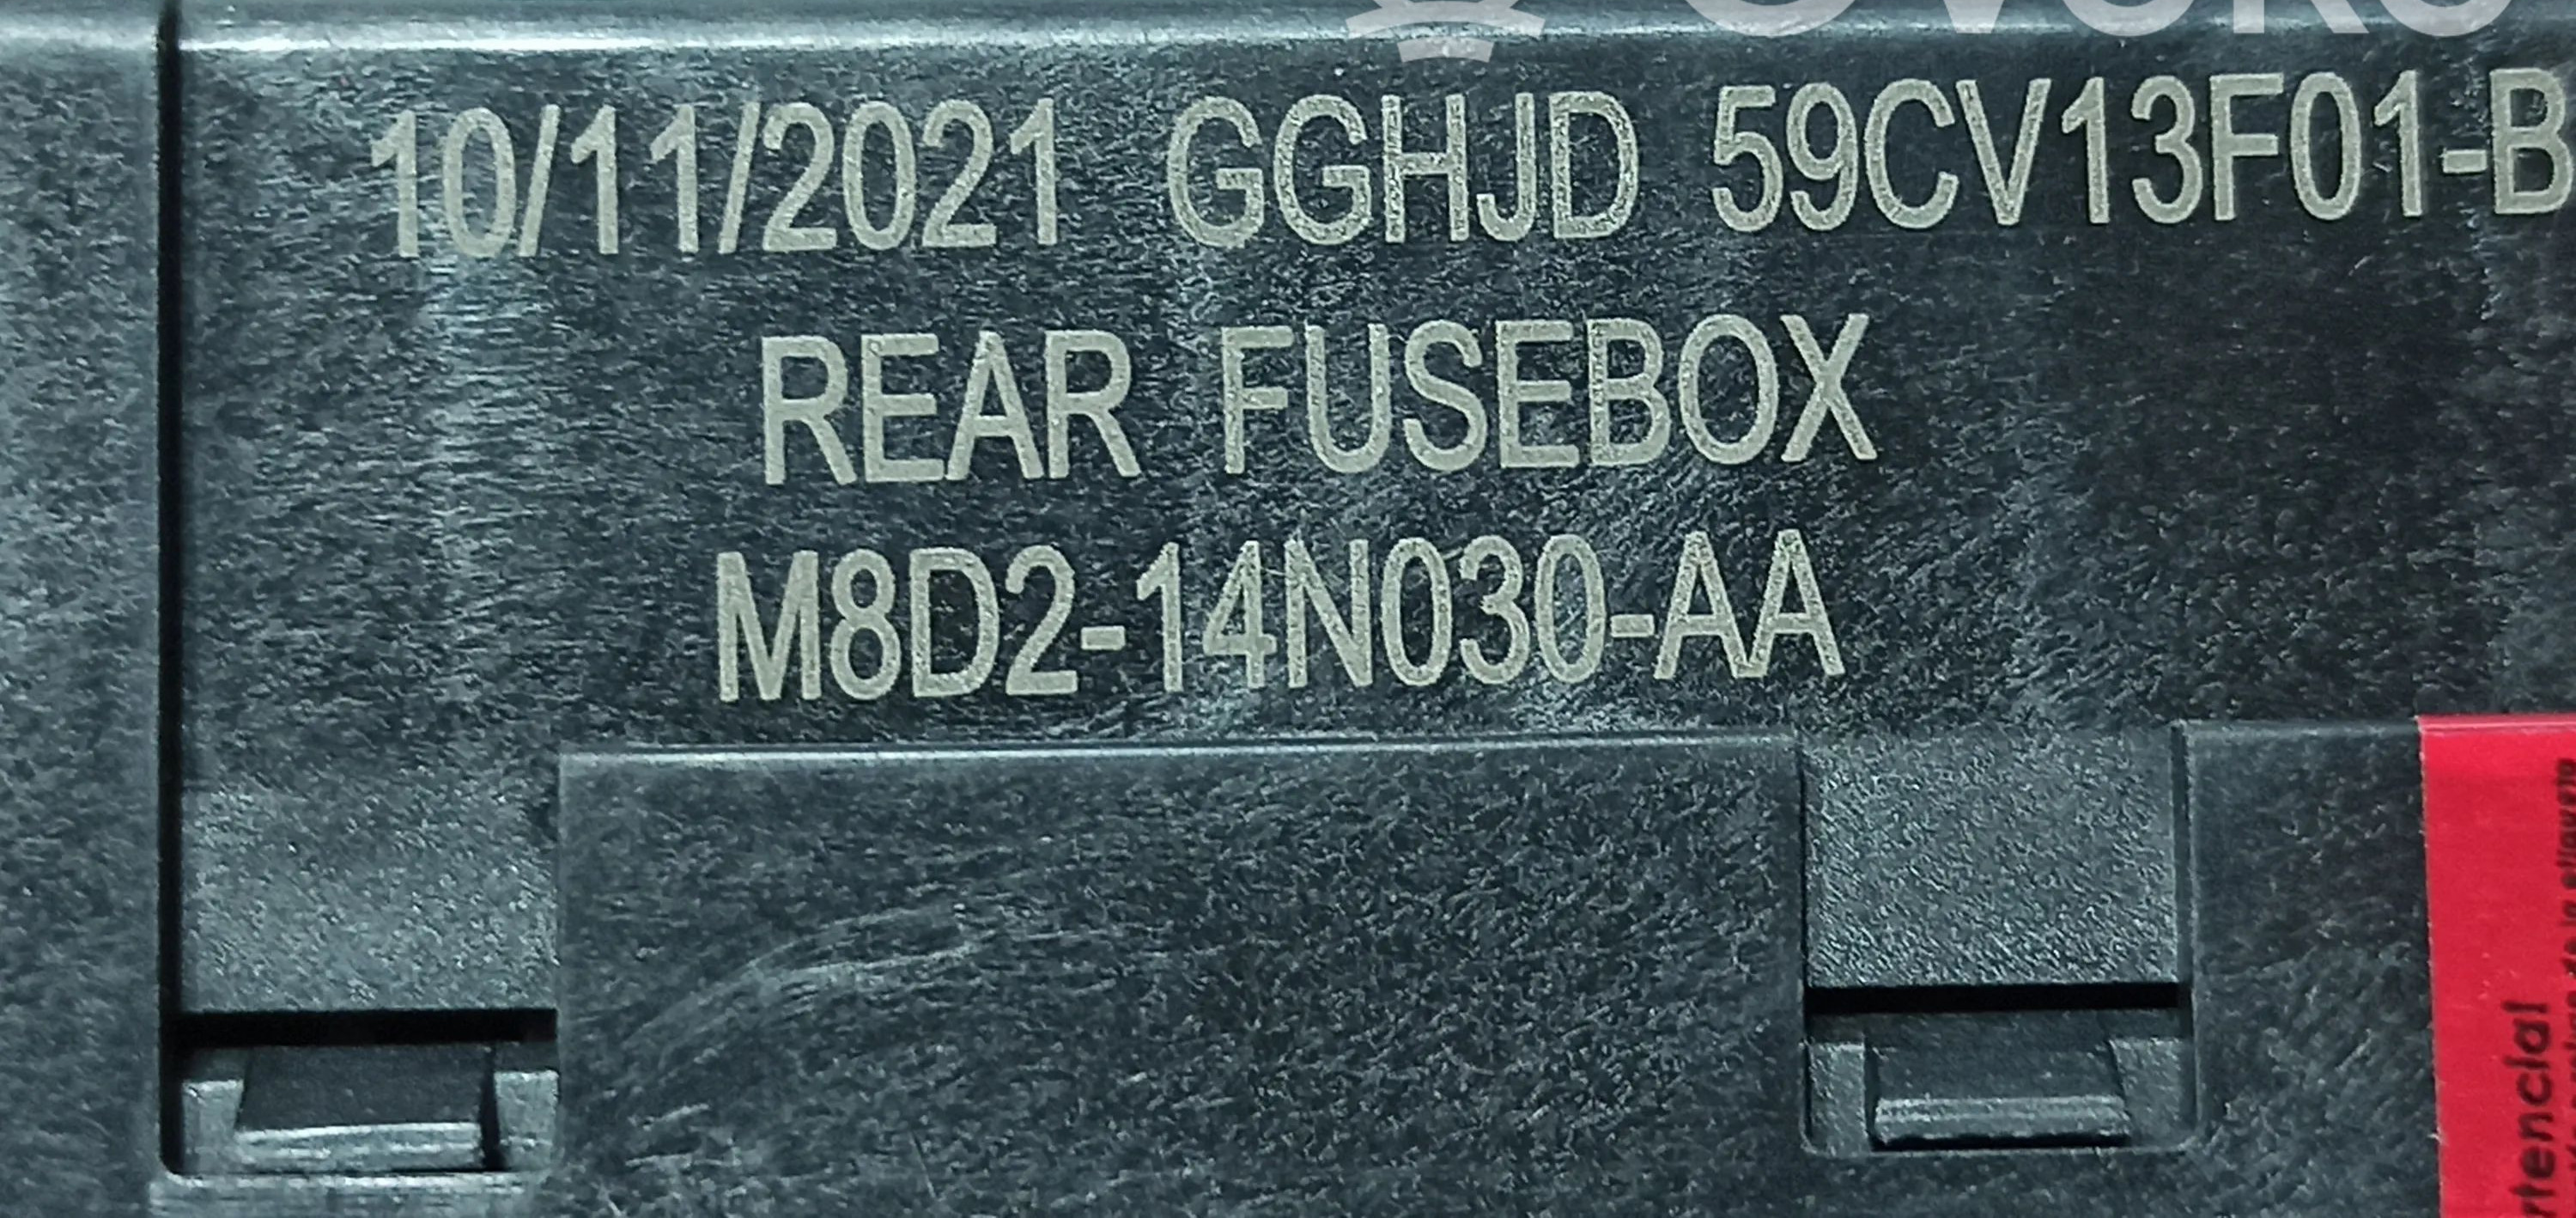 10/11/2021 GGHJD 59CV13F01-B
REAR FUSEBOX
M8D2-14N030-AA